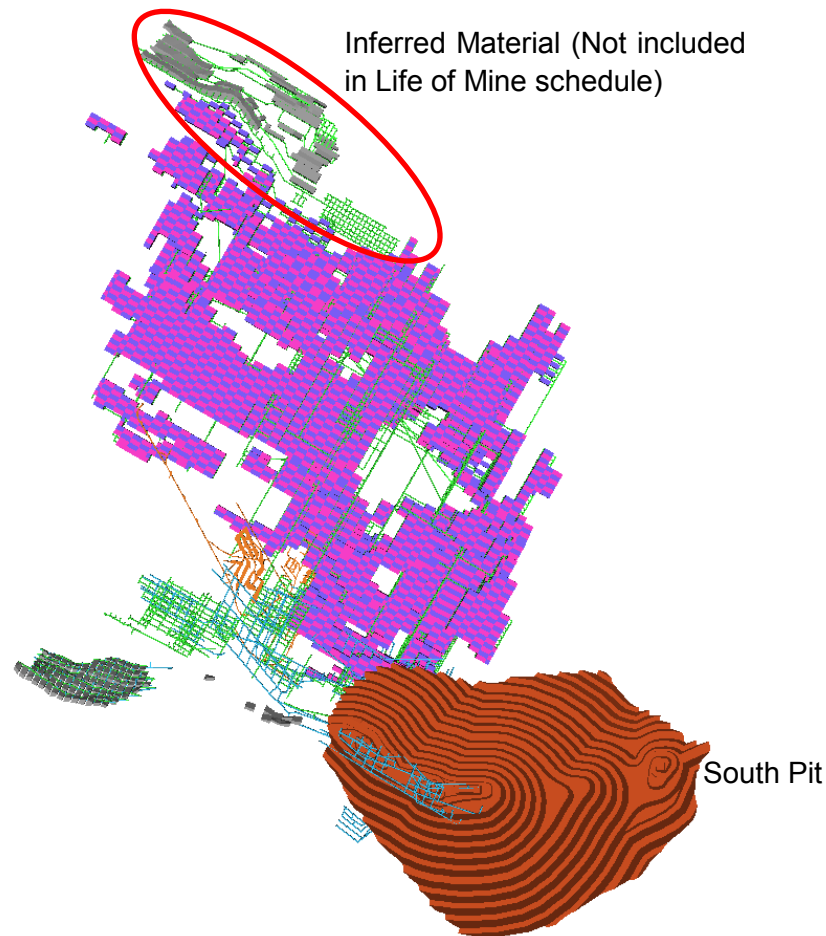 Inferred Material (Not included
in Life of Mine schedule)
South Pit